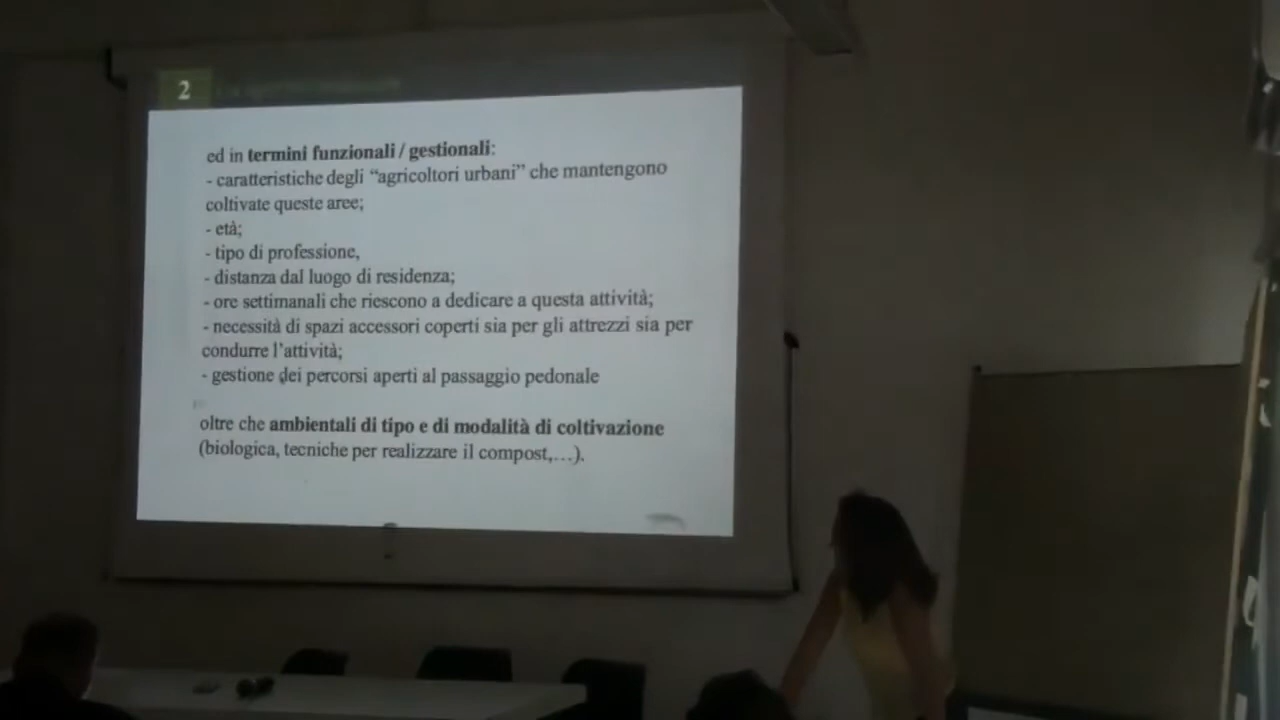 2
ed in termini funzionali / gestionali:
- caratteristiche degli “agricoltori urbani” che mantengono
coltivate queste aree;
- età;
- tipo di professione,
- distanza dal luogo di residenza;
- ore settimanali che riescono a dedicare a questa attività;
- necessità di spazi accessori coperti sia per gli attrezzi sia per
condurre l’attività;
- gestione dei percorsi aperti al passaggio pedonale
oltre che ambientali di tipo e di modalità di coltivazione
(biologica, tecniche per realizzare il compost,…).